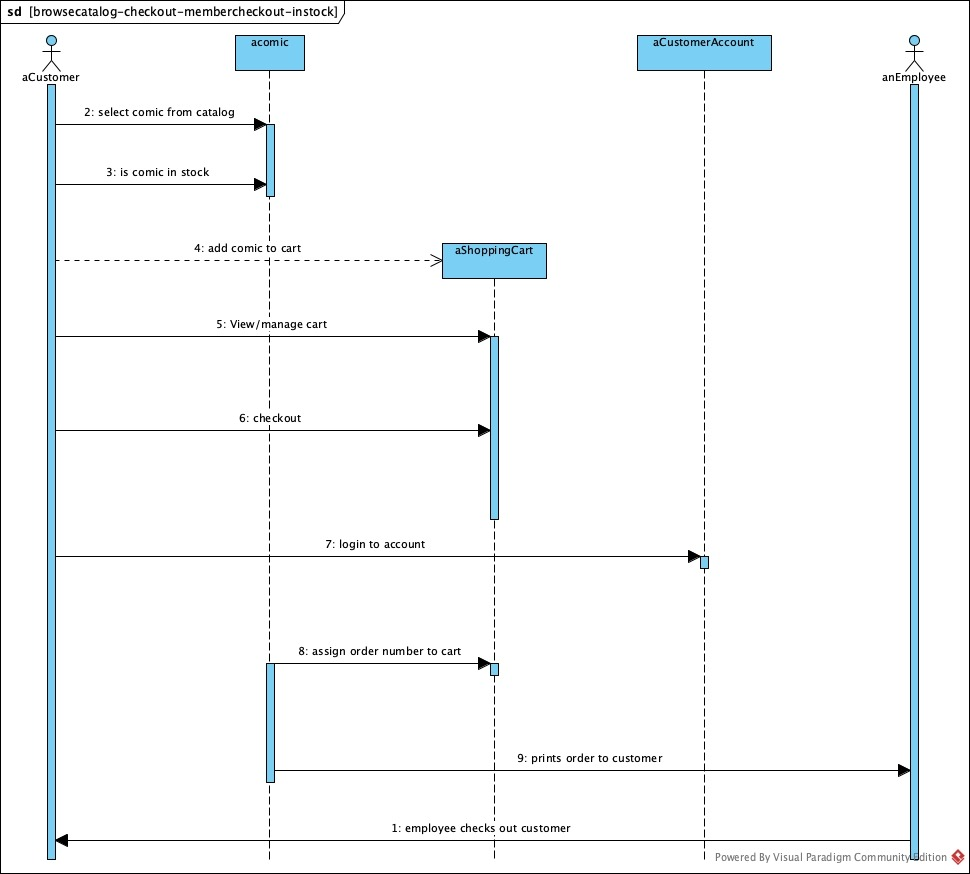 sd [browsecatalog-checkout-membercheckout-instock]
acomic
aCustomerAccount
aCustomer
anEmployee
2: select comic from catalog
3: is comic in stock
4: add comic to cart
aShoppingCart
5: View/manage cart
6: checkout
7: login to account
8: assign order number to cart
9: prints order to customer
1: employee checks out customer
Powered By Visual Paradigm Community Edition